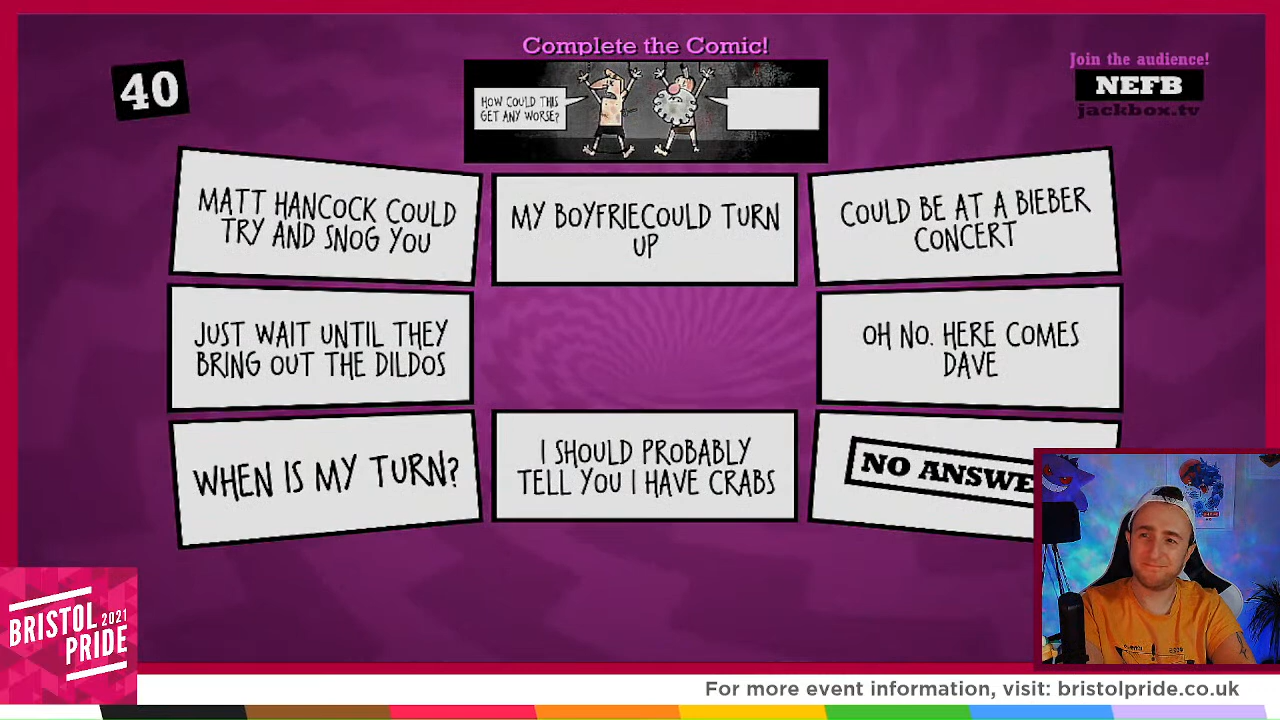 Complete the Comic!
40
HOW COULD THIS
GET ANY WORSE?
Join the audience!
NEFB
jackbox.tv
MATT HANCOCK COULD
TRY AND SNOG YOU
MY BOYFRIECOULD TURN
UP
COULD BE AT A BIEBER
CONCERT
JUST WAIT UNTIL THEY
BRING OUT THE DILDOS
OH NO. HERE COMES
DAVE
WHEN IS MY TURN?
I SHOULD PROBABLY
TELL YOU I HAVE CRABS
NO ANSWE
BRISTOL 2021
PRIDE
For more event information, visit: bristolpride.co.uk